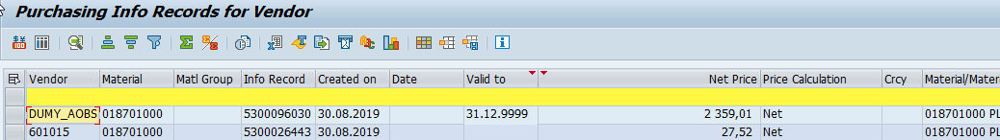 Purchasing Info Records for Vendor
Vendor Material Matl Group Info Record Created on Date Valid to Net Price Price Calculation Crcy Material/Mater
DUMY_AOBS 018701000 5300096030 30.08.2019 31.12.9999 2 359,01 Net 018701000 PL
601015 018701000 5300026443 30.08.2019 27,52 Net 018701000 PL